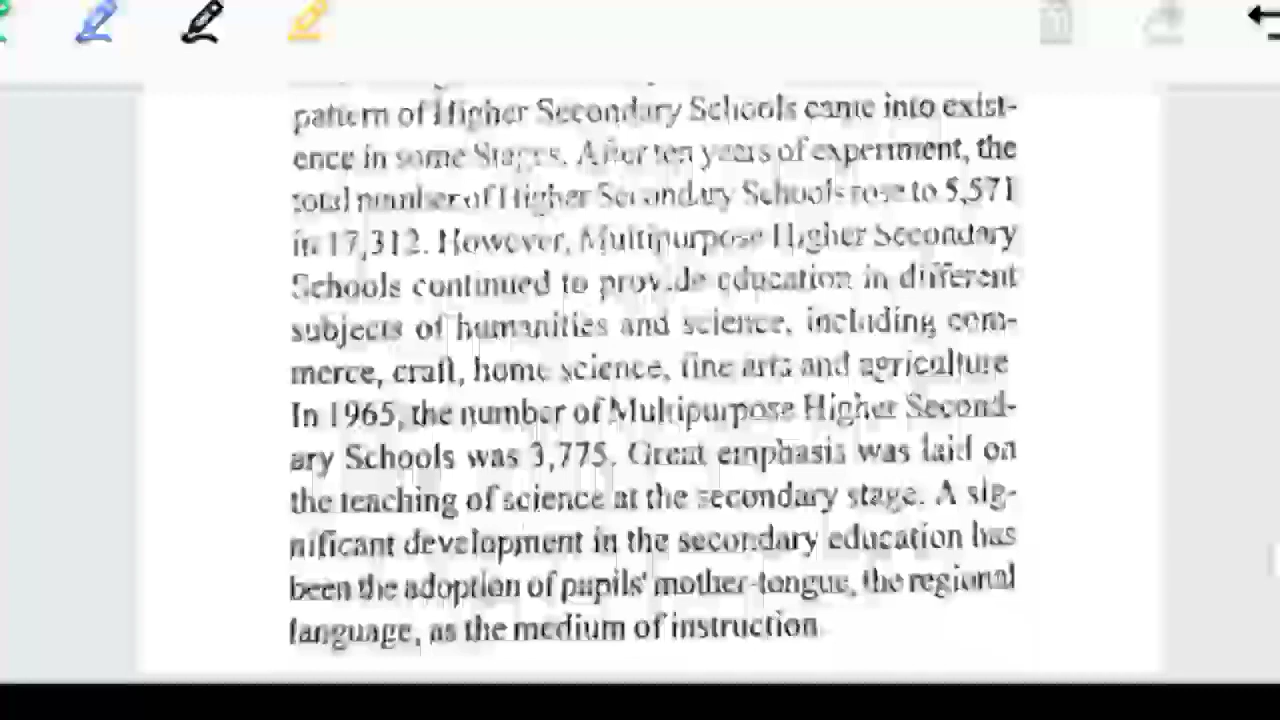 pattern of Higher Secondary Schools came into exist-
ence in some Stages. After ten years of experiment, the
total number of Higher Secondary Schools rose to 5,571
in 17,312. However, Multipurpose Higher Secondary
Schools continued to provide education in different
subjects of humanities and science, including com-
merce, craft, home science, fine arts and agriculture
In 1965, the number of Multipurpose Higher Second-
ary Schools was 3,775. Great emphasis was laid on
the teaching of science at the secondary stage. A sig-
nificant development in the secondary education has
been the adoption of pupils' mother-tongue, the regional
language, as the medium of instruction